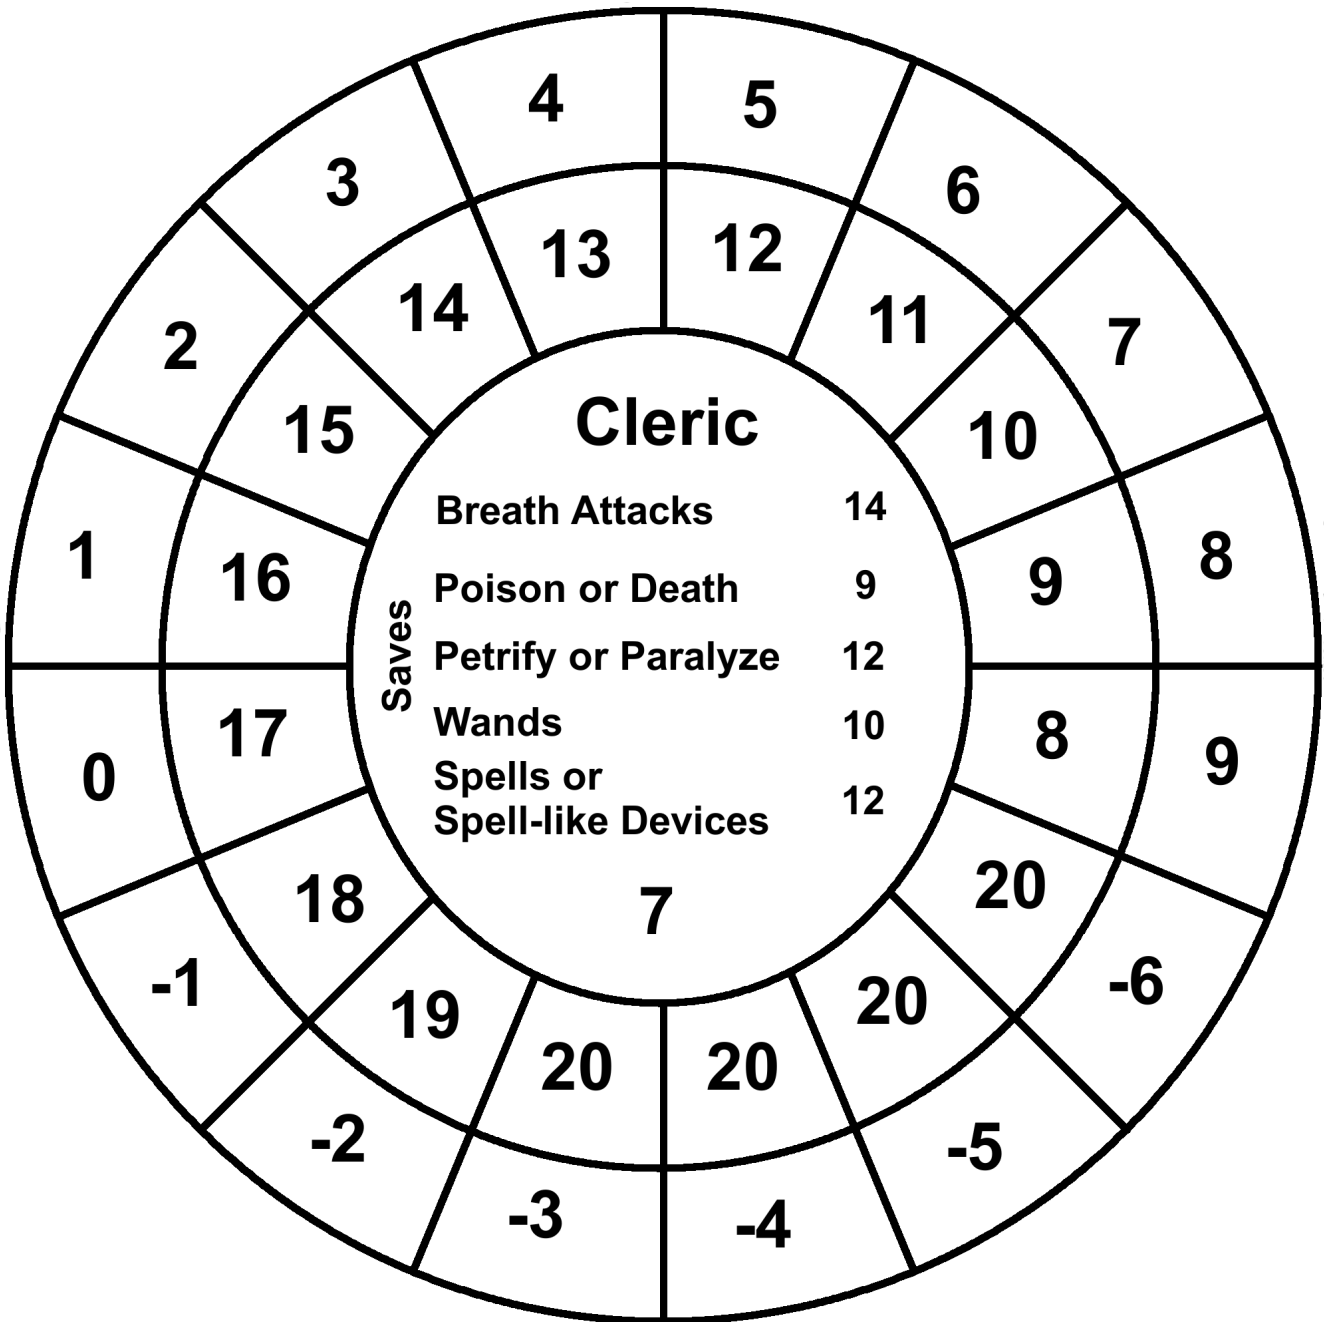 4 5
3 6
13 12
14 11
2 7
Cleric
15 10
Breath Attacks 14
1 8
16 9
Poison or Death 9
Saves
Petrify or Paralyze 12
Wands 10
17 8
0 9
Spells or
Spell-like Devices 12
18 20
7
-1 -6
19 20
20 20
-2 -5
-3 -4